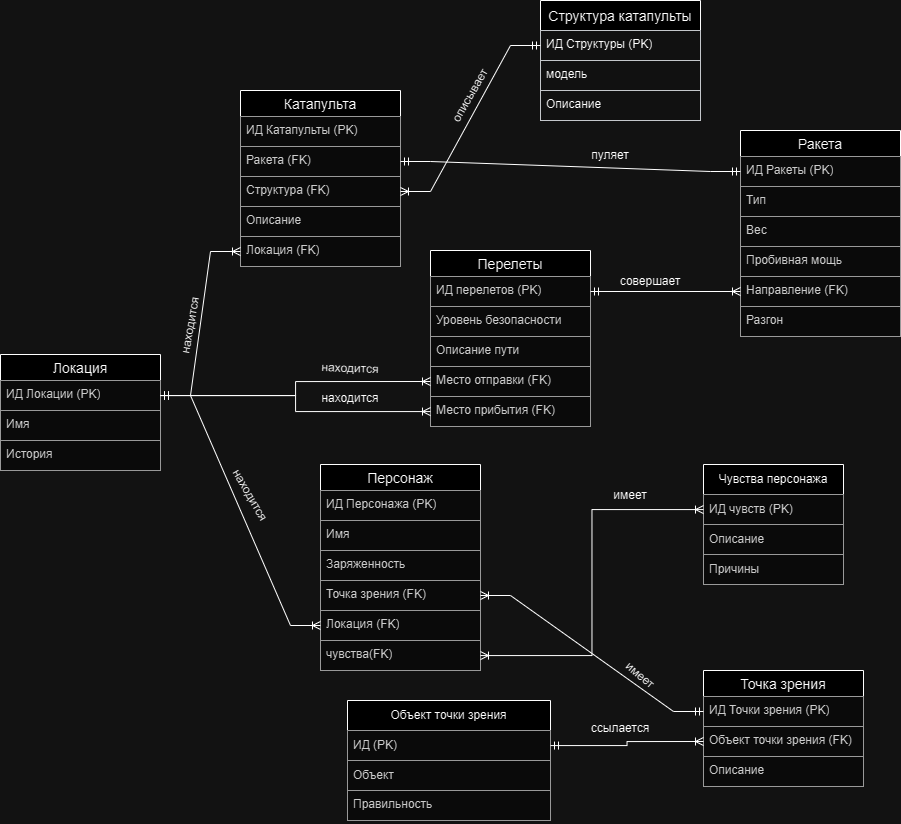 Структура катапульты
ИД Структуры (PK)
модель
Описание
описывает
Катапульта
ИД Катапульты (PK)
Ракета (FK)
Структура (FK)
Описание
Локация (FK)
пуляет
Ракета
ИД Ракеты (PK)
Тип
Вес
Пробивная мощь
Направление (FK)
Разгон
Перелеты
ИД перелетов (PK)
Уровень безопасности
Описание пути
Место отправки (FK)
Место прибытия (FK)
совершает
находится
находится
находится
Локация
ИД Локации (PK)
Имя
История
находится
Персонаж
ИД Персонажа (PK)
Имя
Заряженность
Точка зрения (FK)
Локация (FK)
чувства(FK)
имеет
Чувства персонажа
ИД чувств (PK)
Описание
Причины
имеет
Точка зрения
ИД Точки зрения (PK)
Объект точки зрения (FK)
Описание
ссылается
Объект точки зрения
ИД (PK)
Объект
Правильность